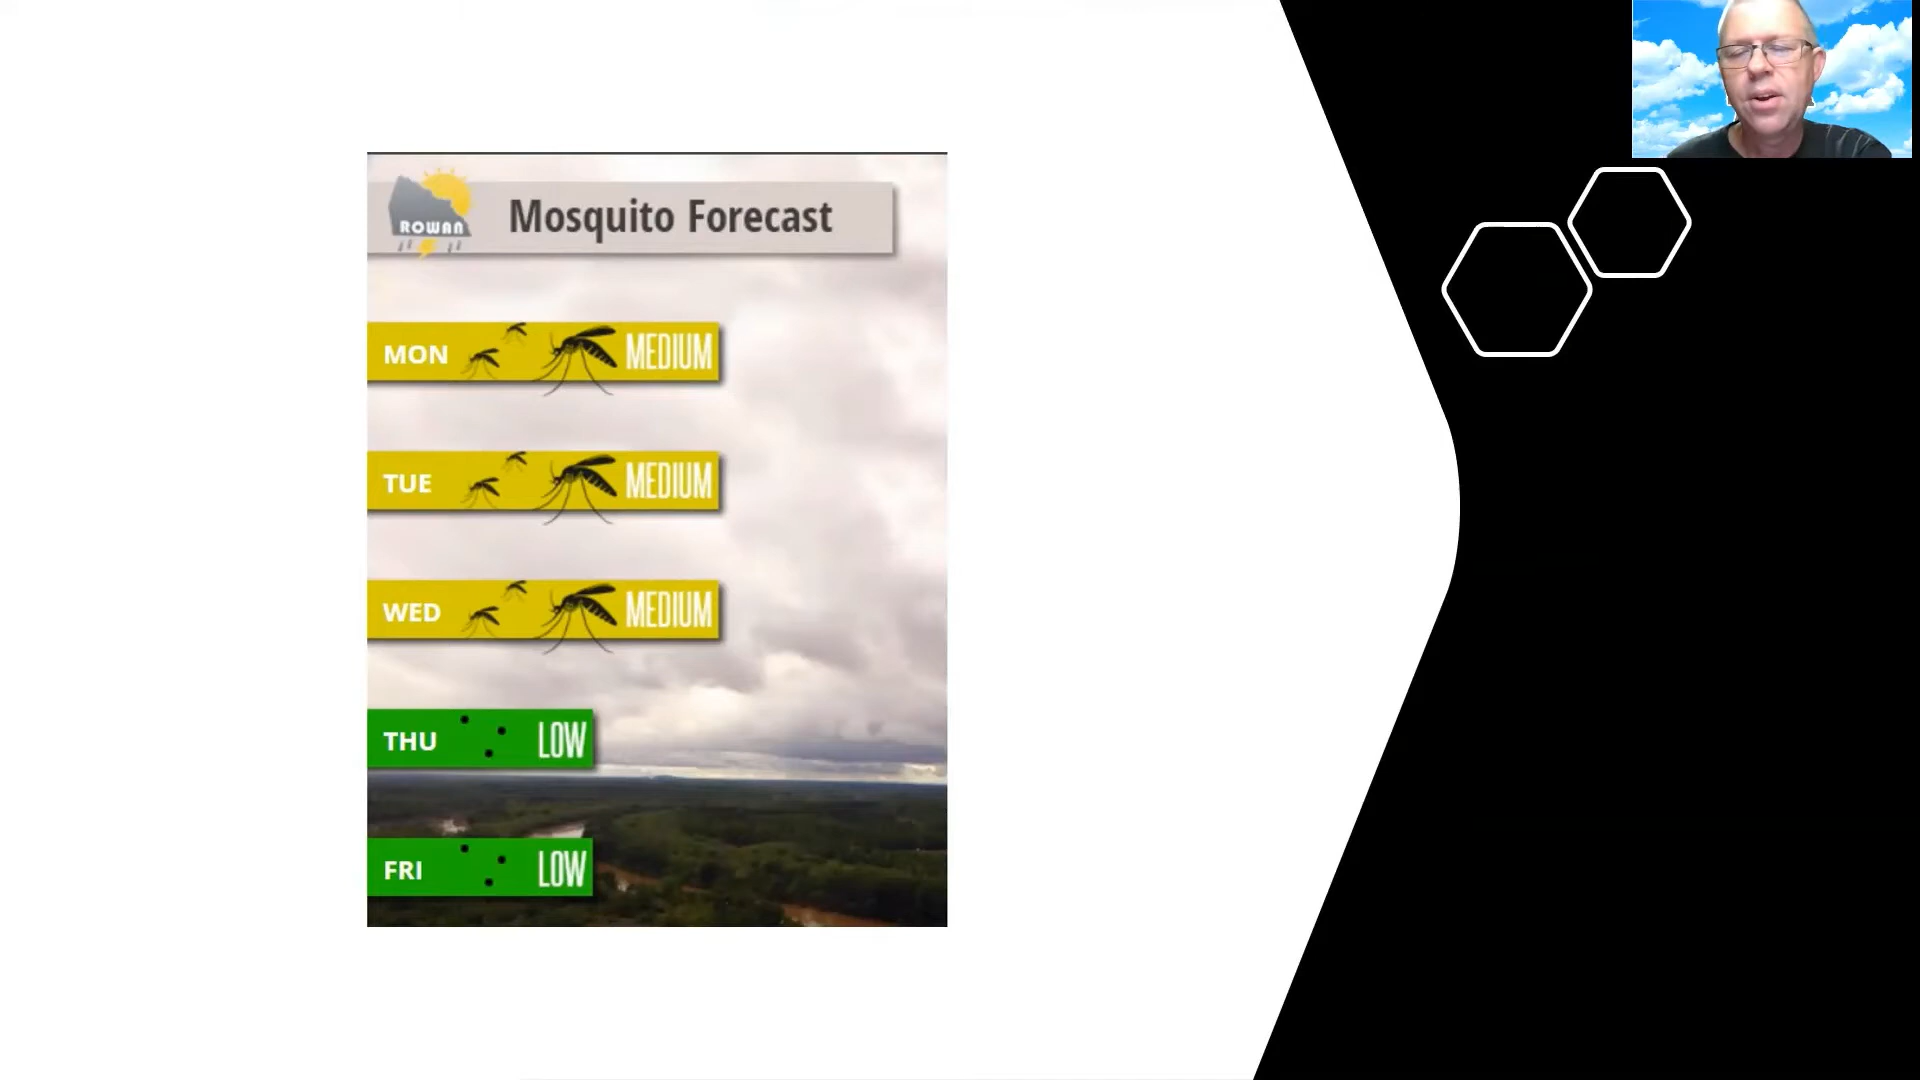 ROWAN
Mosquito Forecast
MON MEDIUM
TUE MEDIUM
WED MEDIUM
THU LOW
FRI LOW